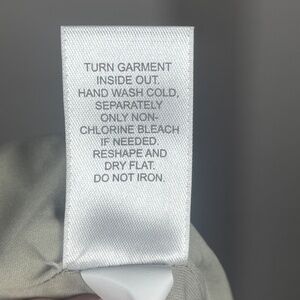 TURN GARMENT
INSIDE OUT.
HAND WASH COLD,
SEPARATELY
ONLY NON-
CHLORINE BLEACH
IF NEEDED.
RESHAPE AND
DRY FLAT.
DO NOT IRON.